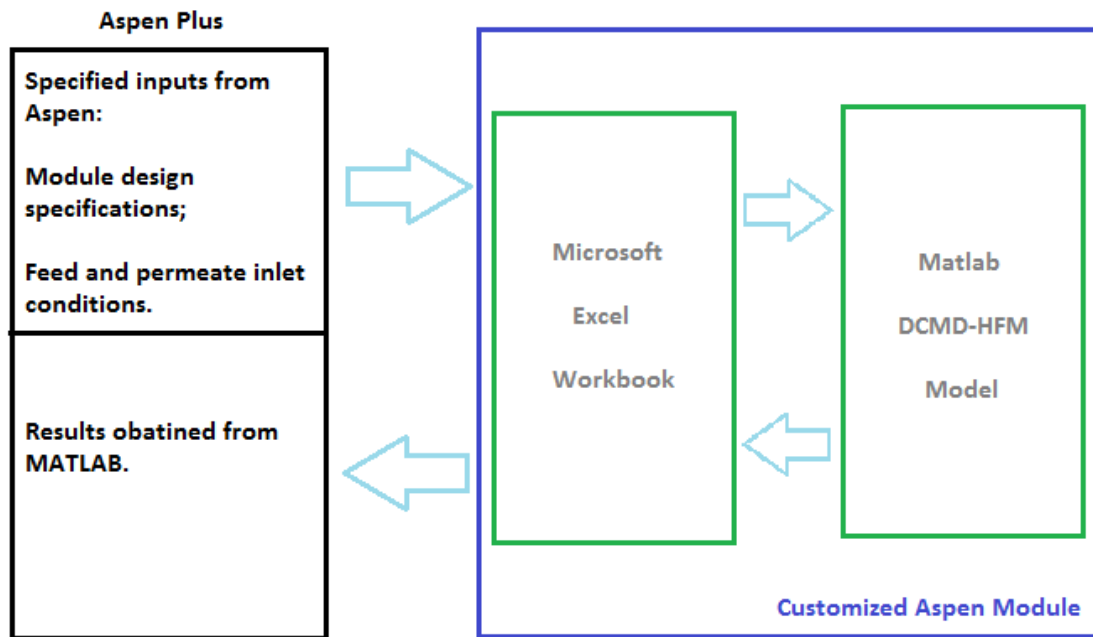 Aspen Plus
Specified inputs from
Aspen:
Module design
specifications;
Feed and permeate inlet
conditions.
Results obatined from
MATLAB.
Microsoft
Excel
Workbook
Matlab
DCMD-HFM
Model
Customized Aspen Module